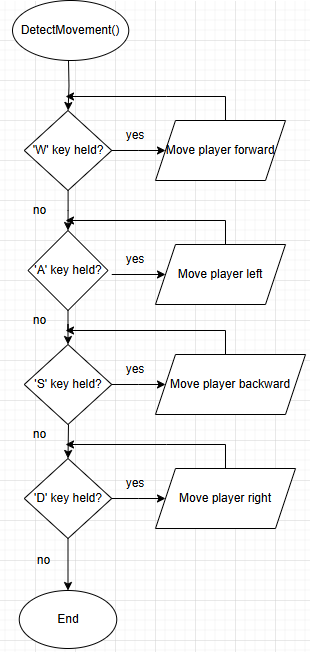 DetectMovement()
'W' key held?
yes
Move player forward
no
'A' key held?
yes
Move player left
no
'S' key held?
yes
Move player backward
no
'D' key held?
yes
Move player right
no
End